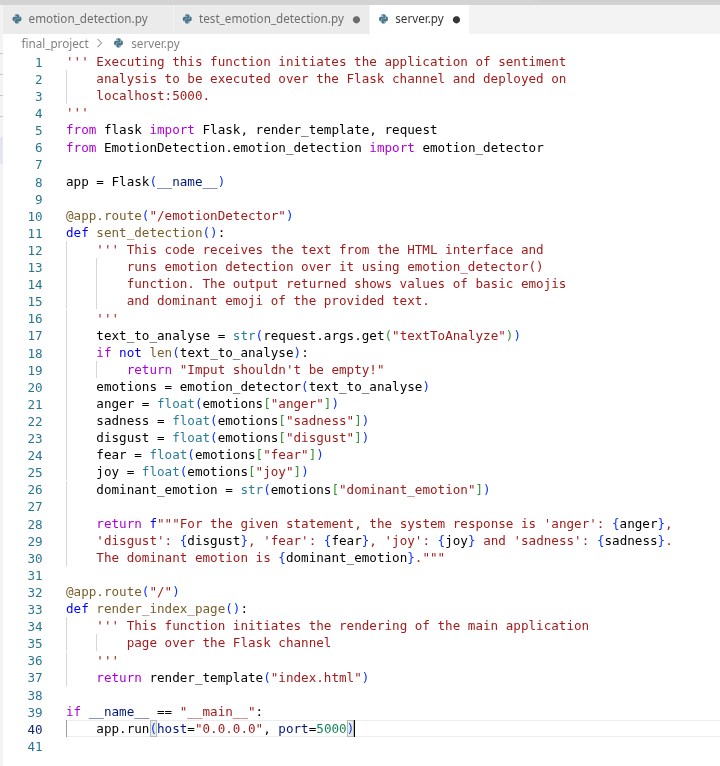 emotion_detection.py test_emotion_detection.py ● server.py ●
final_project > server.py
1 ''' Executing this function initiates the application of sentiment
2     analysis to be executed over the Flask channel and deployed on
3     localhost:5000.
4 '''
5 from flask import Flask, render_template, request
6 from EmotionDetection.emotion_detection import emotion_detector
7
8 app = Flask(__name__)
9
10 @app.route("/emotionDetector")
11 def sent_detection():
12     ''' This code receives the text from the HTML interface and
13         runs emotion detection over it using emotion_detector()
14         function. The output returned shows values of basic emojis
15         and dominant emoji of the provided text.
16     '''
17     text_to_analyse = str(request.args.get("textToAnalyze"))
18     if not len(text_to_analyse):
19         return "Imput shouldn't be empty!"
20     emotions = emotion_detector(text_to_analyse)
21     anger = float(emotions["anger"])
22     sadness = float(emotions["sadness"])
23     disgust = float(emotions["disgust"])
24     fear = float(emotions["fear"])
25     joy = float(emotions["joy"])
26     dominant_emotion = str(emotions["dominant_emotion"])
27
28     return f"""For the given statement, the system response is 'anger': {anger},
29     'disgust': {disgust}, 'fear': {fear}, 'joy': {joy} and 'sadness': {sadness}.
30     The dominant emotion is {dominant_emotion}."""
31
32 @app.route("/")
33 def render_index_page():
34     ''' This function initiates the rendering of the main application
35         page over the Flask channel
36     '''
37     return render_template("index.html")
38
39 if __name__ == "__main__":
40     app.run(host="0.0.0.0", port=5000)
41